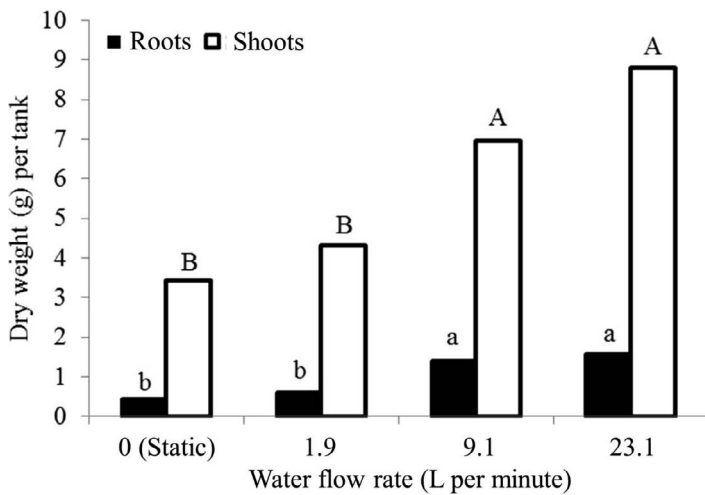 10
9
8
7
6
5
4
3
2
1
0
Dry weight (g) per tank
Roots Shoots
b B
b B
a A
a A
0 (Static) 1.9 9.1 23.1
Water flow rate (L per minute)